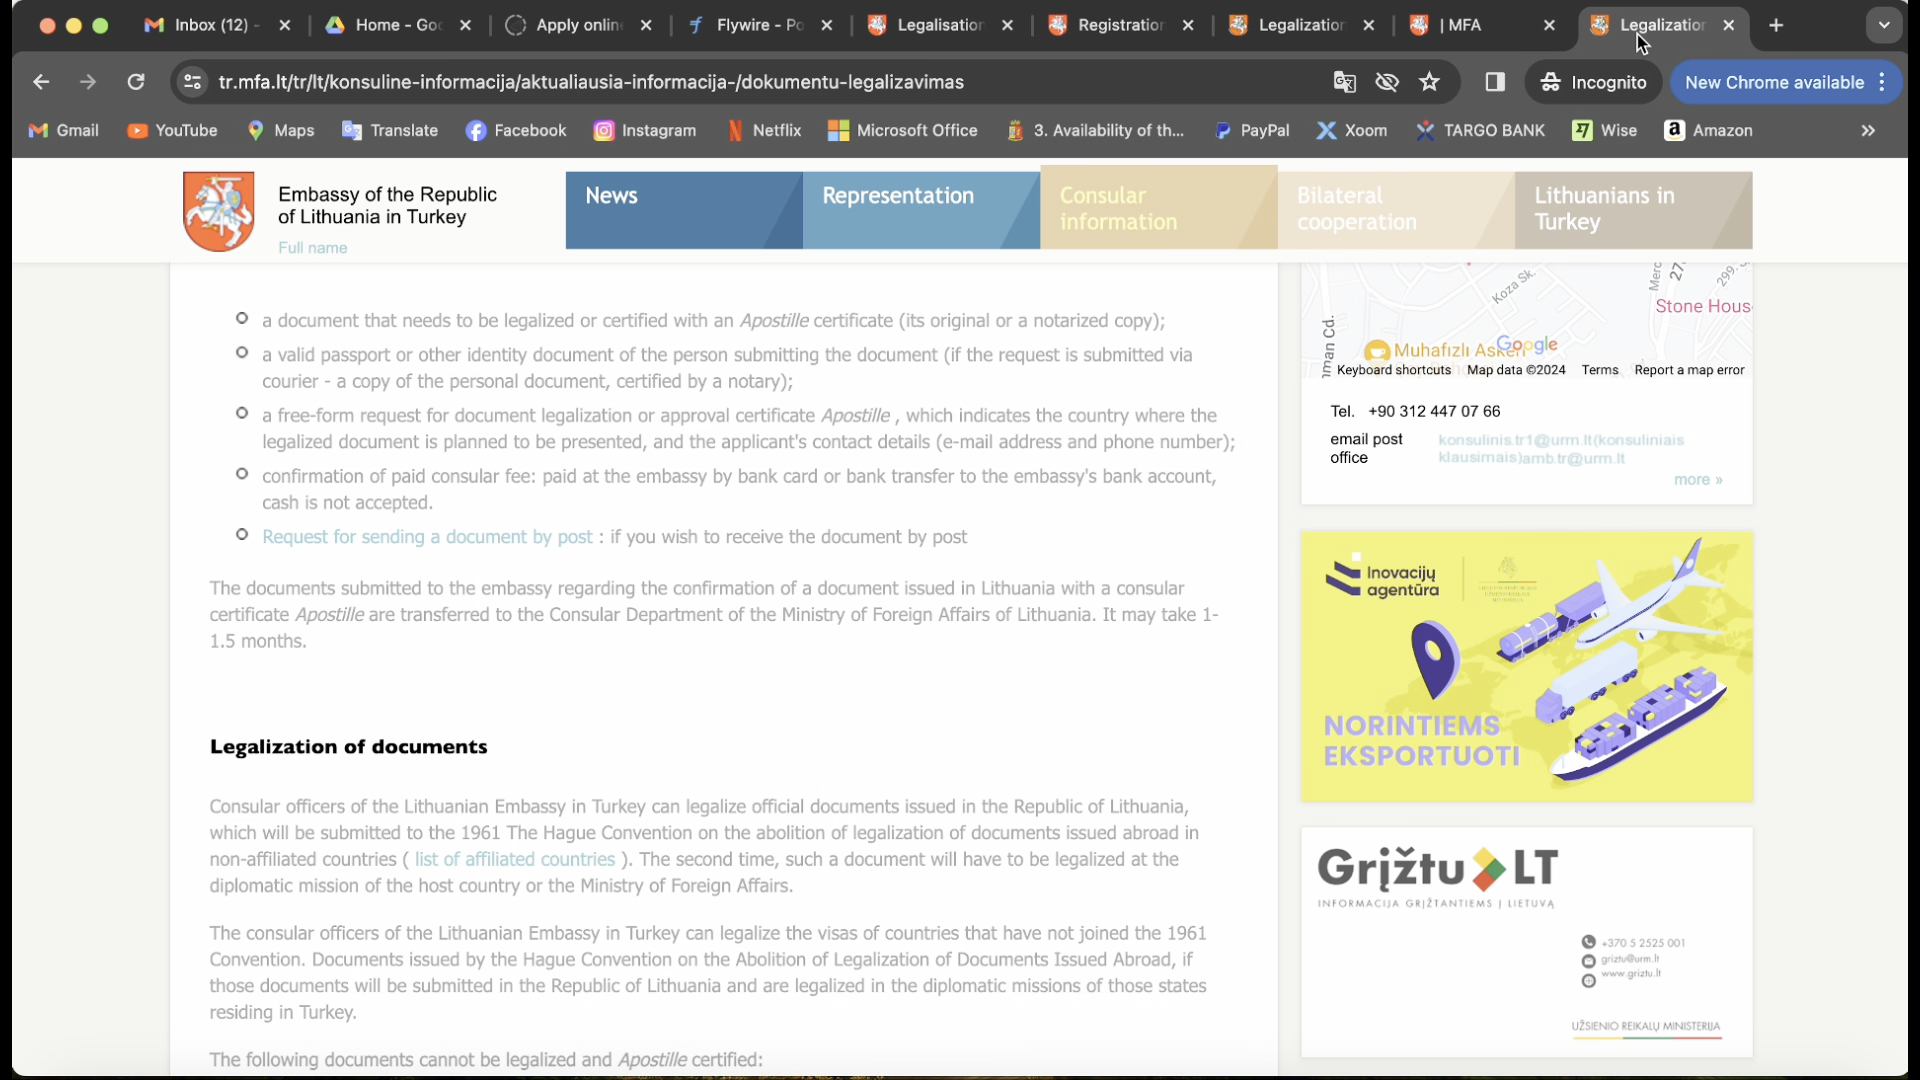 Inbox (12) -
Home - Goo
Apply onlin
Flywire - Po
Legalisation
Registration
Legalization
| MFA
Legalization
tr.mfa.lt/tr/lt/konsuline-informacija/aktualiausia-informacija-/dokumentu-legalizavimas
Incognito
New Chrome available
Gmail
YouTube
Maps
Translate
Facebook
Instagram
Netflix
Microsoft Office
3. Availability of th...
PayPal
Xoom
TARGO BANK
Wise
Amazon
Embassy of the Republic
of Lithuania in Turkey
Full name
News
Representation
Consular
information
Bilateral
cooperation
Lithuanians in
Turkey
a document that needs to be legalized or certified with an Apostille certificate (its original or a notarized copy);
a valid passport or other identity document of the person submitting the document (if the request is submitted via
courier - a copy of the personal document, certified by a notary);
a free-form request for document legalization or approval certificate Apostille , which indicates the country where the
legalized document is planned to be presented, and the applicant's contact details (e-mail address and phone number);
confirmation of paid consular fee: paid at the embassy by bank card or bank transfer to the embassy's bank account,
cash is not accepted.
Request for sending a document by post : if you wish to receive the document by post
The documents submitted to the embassy regarding the confirmation of a document issued in Lithuania with a consular
certificate Apostille are transferred to the Consular Department of the Ministry of Foreign Affairs of Lithuania. It may take 1-
1.5 months.
Legalization of documents
Consular officers of the Lithuanian Embassy in Turkey can legalize official documents issued in the Republic of Lithuania,
which will be submitted to the 1961 The Hague Convention on the abolition of legalization of documents issued abroad in
non-affiliated countries ( list of affiliated countries ). The second time, such a document will have to be legalized at the
diplomatic mission of the host country or the Ministry of Foreign Affairs.
The consular officers of the Lithuanian Embassy in Turkey can legalize the visas of countries that have not joined the 1961
Convention. Documents issued by the Hague Convention on the Abolition of Legalization of Documents Issued Abroad, if
those documents will be submitted in the Republic of Lithuania and are legalized in the diplomatic missions of those states
residing in Turkey.
The following documents cannot be legalized and Apostille certified:
Koza Sk.
Merc
27
299.
Stone Hous
man Cd.
Muhafızlı Askeri
Google
Keyboard shortcuts
Map data ©2024
Terms
Report a map error
Tel. +90 312 447 07 66
email post
office
konsulinis.tr1@urm.lt(konsuliniais
klausimais)amb.tr@urm.lt
more »
Inovacijų
agentūra
NORINTIEMS
EKSPORTUOTI
Grįžtu LT
INFORMACIJA GRĮŽTANTIEMS Į LIETUVĄ
+370 5 2525 001
griztu@urm.lt
www.griztu.lt
UŽSIENIO REIKALŲ MINISTERIJA